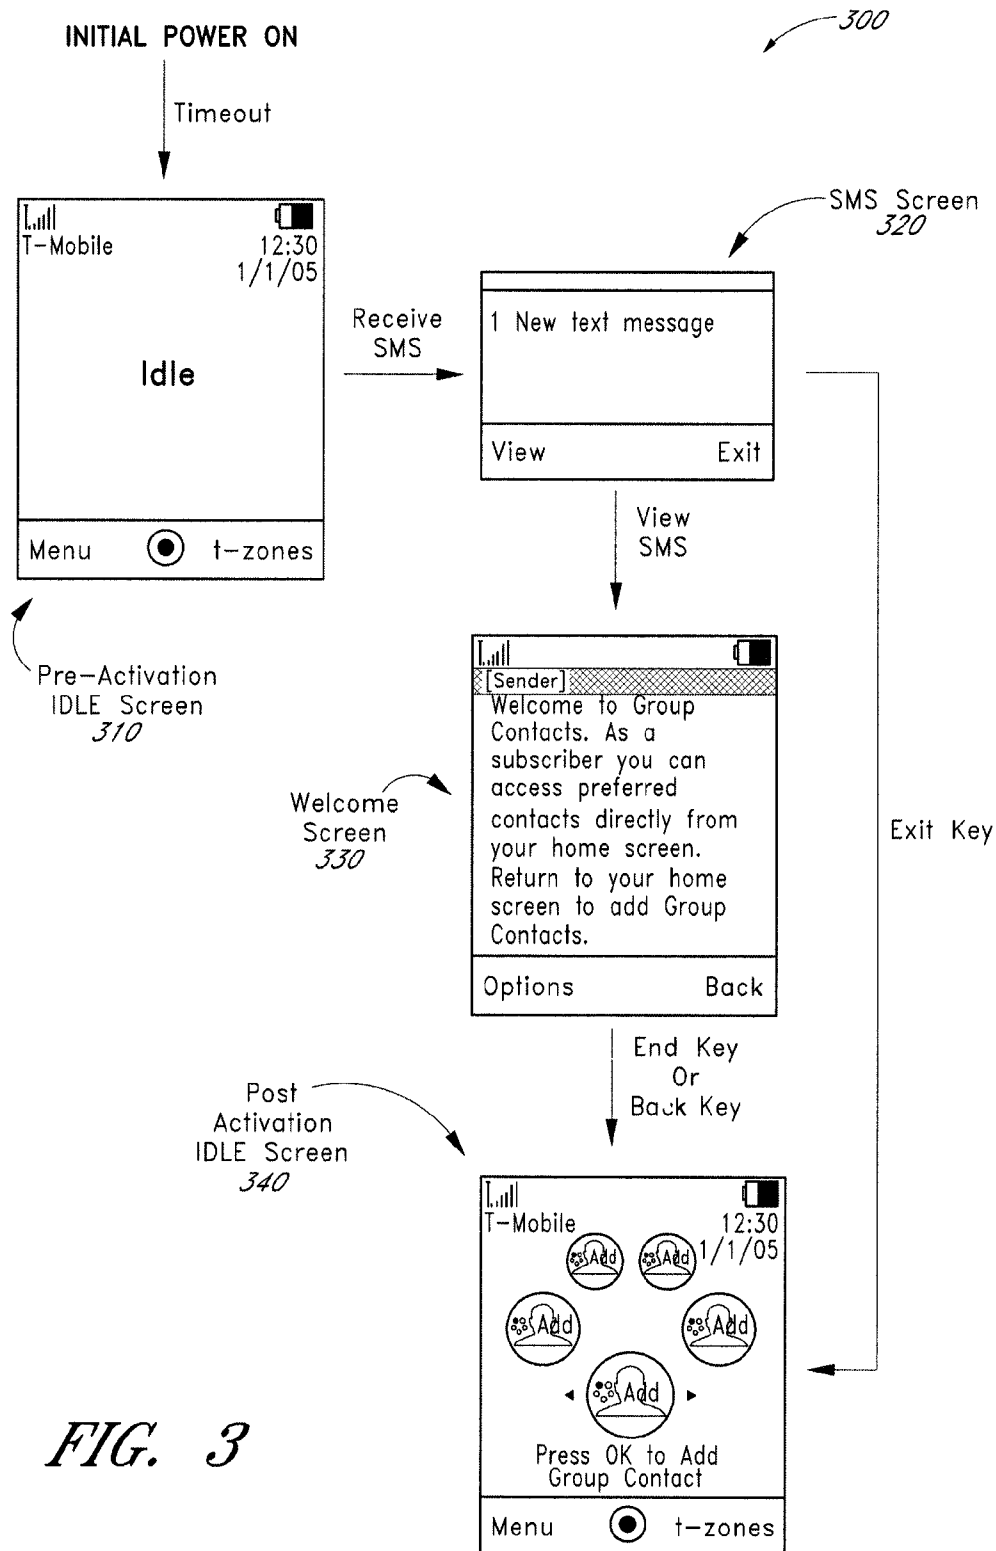 INITIAL POWER ON
300
Timeout
T-Mobile
12:30
1/1/05
Idle
Menu
t-zones
Pre-Activation
IDLE Screen
310
Receive
SMS
SMS Screen
320
1 New text message
View
Exit
View
SMS
Exit Key
[Sender]
Welcome to Group
Contacts. As a
subscriber you can
access preferred
contacts directly from
your home screen.
Return to your home
screen to add Group
Contacts.
Options
Back
Welcome
Screen
330
End Key
Or
Back Key
Post
Activation
IDLE Screen
340
T-Mobile
12:30
1/1/05
Add
Add
Add
Add
Add
Press OK to Add
Group Contact
Menu
t-zones
FIG. 3